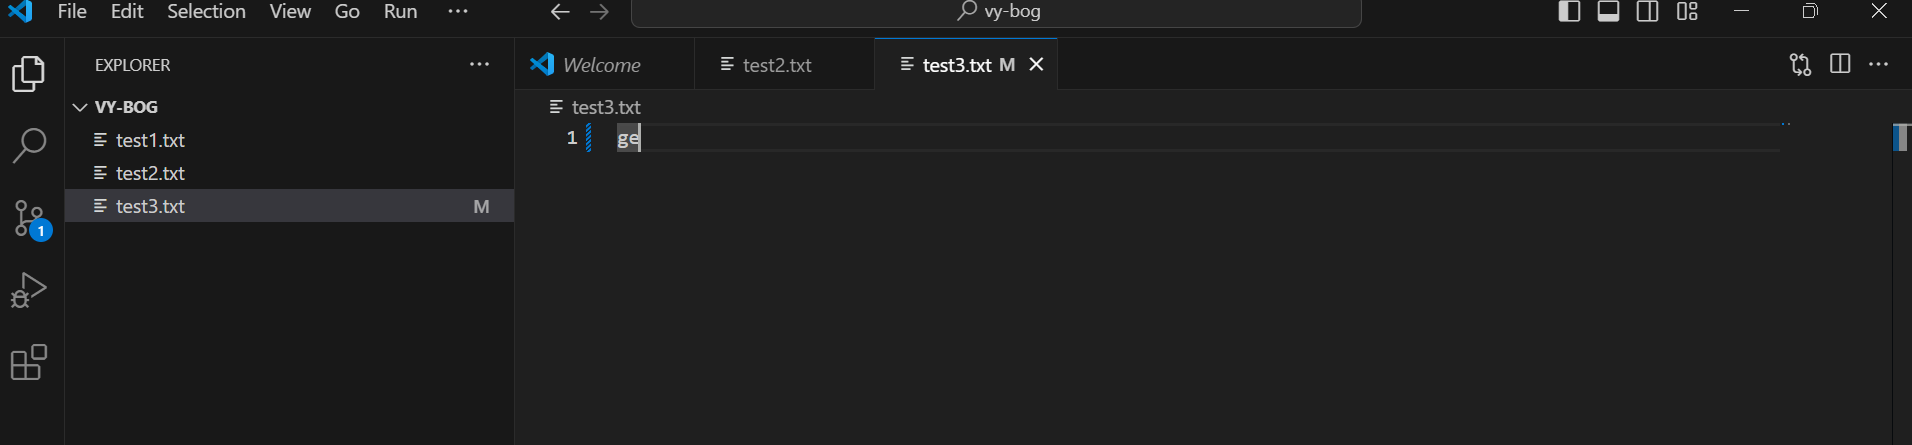 File Edit Selection View Go Run ··· vy-bog
EXPLORER ···
Welcome test2.txt test3.txt M
VY-BOG
test3.txt
test1.txt
1 ge
test2.txt
test3.txt M
1